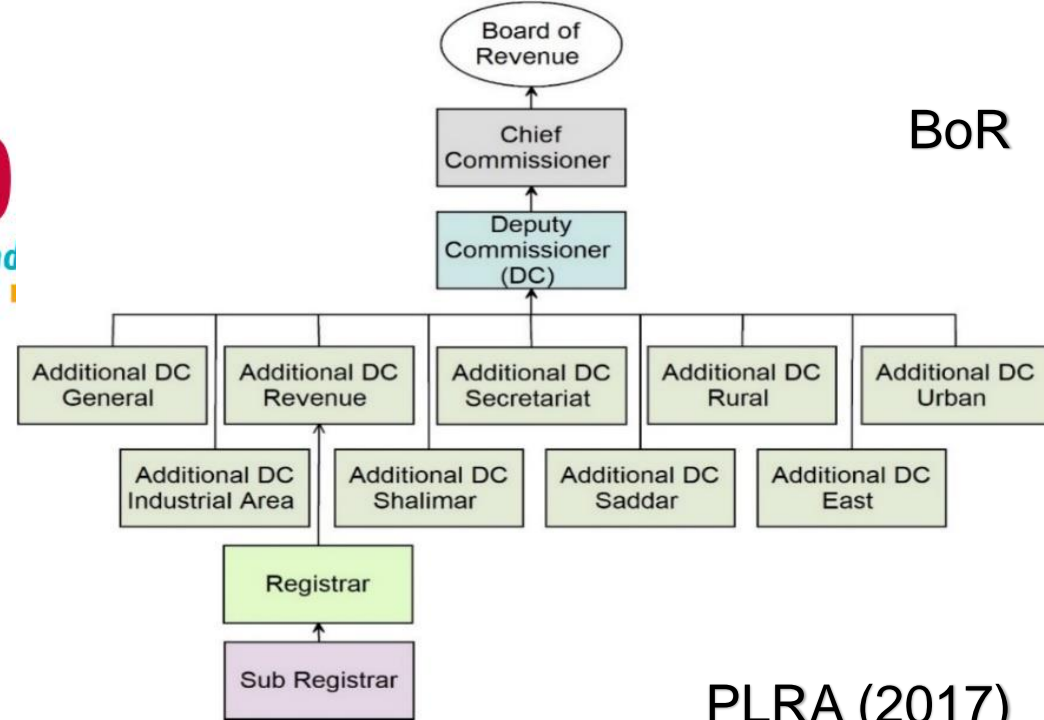 Board of
Revenue
BoR
Chief
Commissioner
Deputy
Commissioner
(DC)
Additional DC
General
Additional DC
Revenue
Additional DC
Secretariat
Additional DC
Rural
Additional DC
Urban
Additional DC
Industrial Area
Additional DC
Shalimar
Additional DC
Saddar
Additional DC
East
Registrar
Sub Registrar
PLRA (2017)